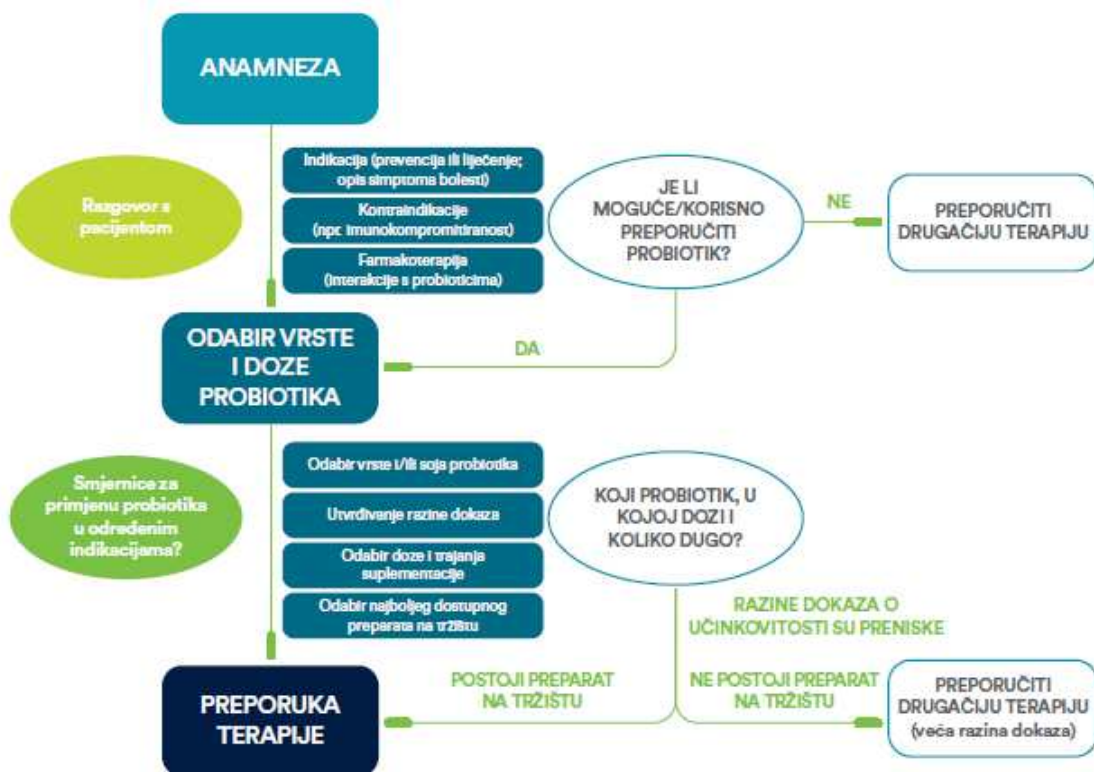 ANAMNEZA
Razgovor s
pacijentom
Indikacija (prevencija ili liječenje;
opis simptoma bolesti)
Kontraindikacije
(npr. imunokompromitiranost)
Farmakoterapija
(interakcije s probioticima)
JE LI
MOGUĆE/KORISNO
PREPORUČITI
PROBIOTIK?
NE
PREPORUČITI
DRUGAČIJU TERAPIJU
DA
ODABIR VRSTE
I DOZE
PROBIOTIKA
Smjernice za
primjenu probiotika
u određenim
indikacijama?
Odabir vrste i/ili soja probiotika
Utvrđivanje razine dokaza
Odabir doze i trajanja
suplementacije
Odabir najboljeg dostupnog
preparata na tržištu
KOJI PROBIOTIK, U
KOJOJ DOZI I
KOLIKO DUGO?
RAZINE DOKAZA O
UČINKOVITOSTI SU PRENISKE
POSTOJI PREPARAT
NA TRŽIŠTU
NE POSTOJI PREPARAT
NA TRŽIŠTU
PREPORUKA
TERAPIJE
PREPORUČITI
DRUGAČIJU TERAPIJU
(veća razina dokaza)